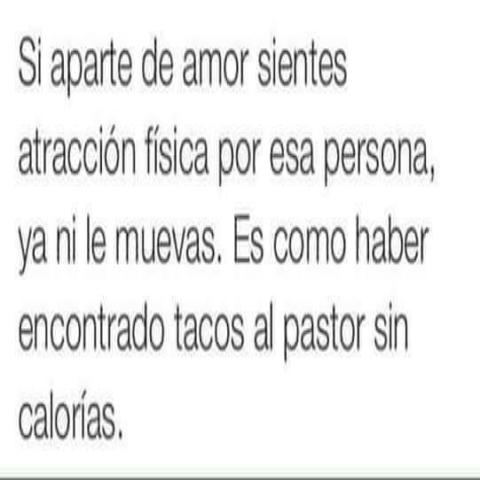 Si aparte de amor sientes
atracción física por esa persona,
ya ni le muevas. Es como haber
encontrado tacos al pastor sin
calorías.